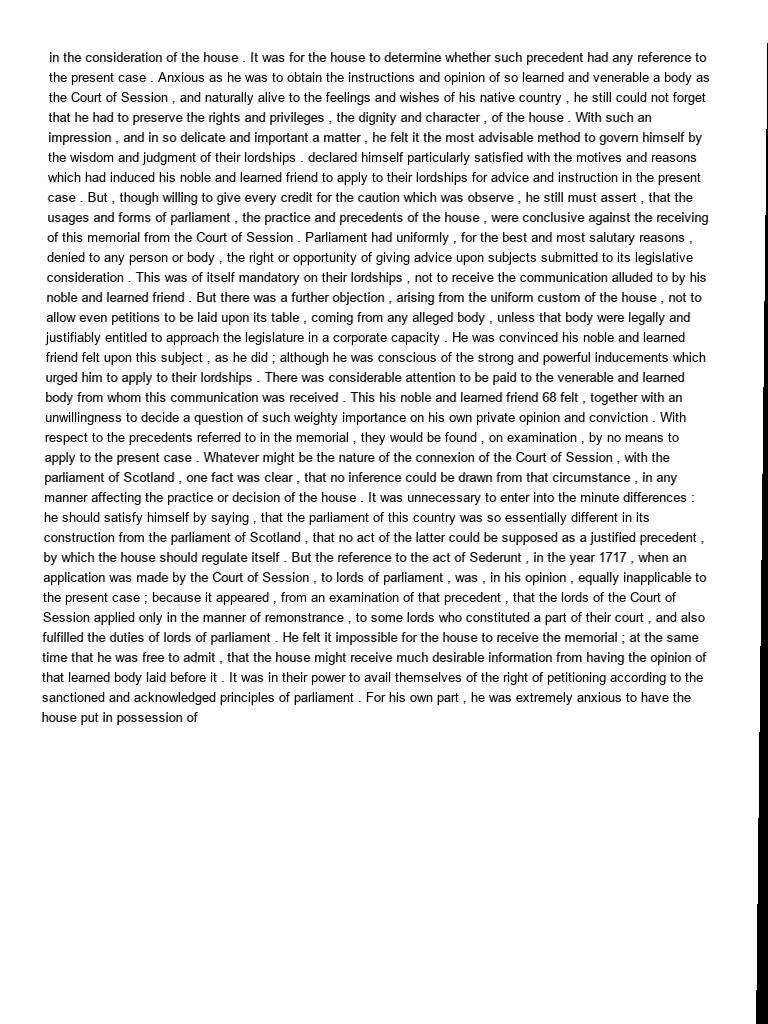 in the consideration of the house . It was for the house to determine whether such precedent had any reference to
the present case . Anxious as he was to obtain the instructions and opinion of so learned and venerable a body as
the Court of Session , and naturally alive to the feelings and wishes of his native country , he still could not forget
that he had to preserve the rights and privileges , the dignity and character , of the house . With such an
impression , and in so delicate and important a matter , he felt it the most advisable method to govern himself by
the wisdom and judgment of their lordships . declared himself particularly satisfied with the motives and reasons
which had induced his noble and learned friend to apply to their lordships for advice and instruction in the present
case . But , though willing to give every credit for the caution which was observe , he still must assert , that the
usages and forms of parliament , the practice and precedents of the house , were conclusive against the receiving
of this memorial from the Court of Session . Parliament had uniformly , for the best and most salutary reasons ,
denied to any person or body , the right or opportunity of giving advice upon subjects submitted to its legislative
consideration . This was of itself mandatory on their lordships , not to receive the communication alluded to by his
noble and learned friend . But there was a further objection , arising from the uniform custom of the house , not to
allow even petitions to be laid upon its table , coming from any alleged body , unless that body were legally and
justifiably entitled to approach the legislature in a corporate capacity . He was convinced his noble and learned
friend felt upon this subject , as he did ; although he was conscious of the strong and powerful inducements which
urged him to apply to their lordships . There was considerable attention to be paid to the venerable and learned
body from whom this communication was received . This his noble and learned friend 68 felt , together with an
unwillingness to decide a question of such weighty importance on his own private opinion and conviction . With
respect to the precedents referred to in the memorial , they would be found , on examination , by no means to
apply to the present case . Whatever might be the nature of the connexion of the Court of Session , with the
parliament of Scotland , one fact was clear , that no inference could be drawn from that circumstance , in any
manner affecting the practice or decision of the house . It was unnecessary to enter into the minute differences :
he should satisfy himself by saying , that the parliament of this country was so essentially different in its
construction from the parliament of Scotland , that no act of the latter could be supposed as a justified precedent ,
by which the house should regulate itself . But the reference to the act of Sederunt , in the year 1717 , when an
application was made by the Court of Session , to lords of parliament , was , in his opinion , equally inapplicable to
the present case ; because it appeared , from an examination of that precedent , that the lords of the Court of
Session applied only in the manner of remonstrance , to some lords who constituted a part of their court , and also
fulfilled the duties of lords of parliament . He felt it impossible for the house to receive the memorial ; at the same
time that he was free to admit , that the house might receive much desirable information from having the opinion of
that learned body laid before it . It was in their power to avail themselves of the right of petitioning according to the
sanctioned and acknowledged principles of parliament . For his own part , he was extremely anxious to have the
house put in possession of